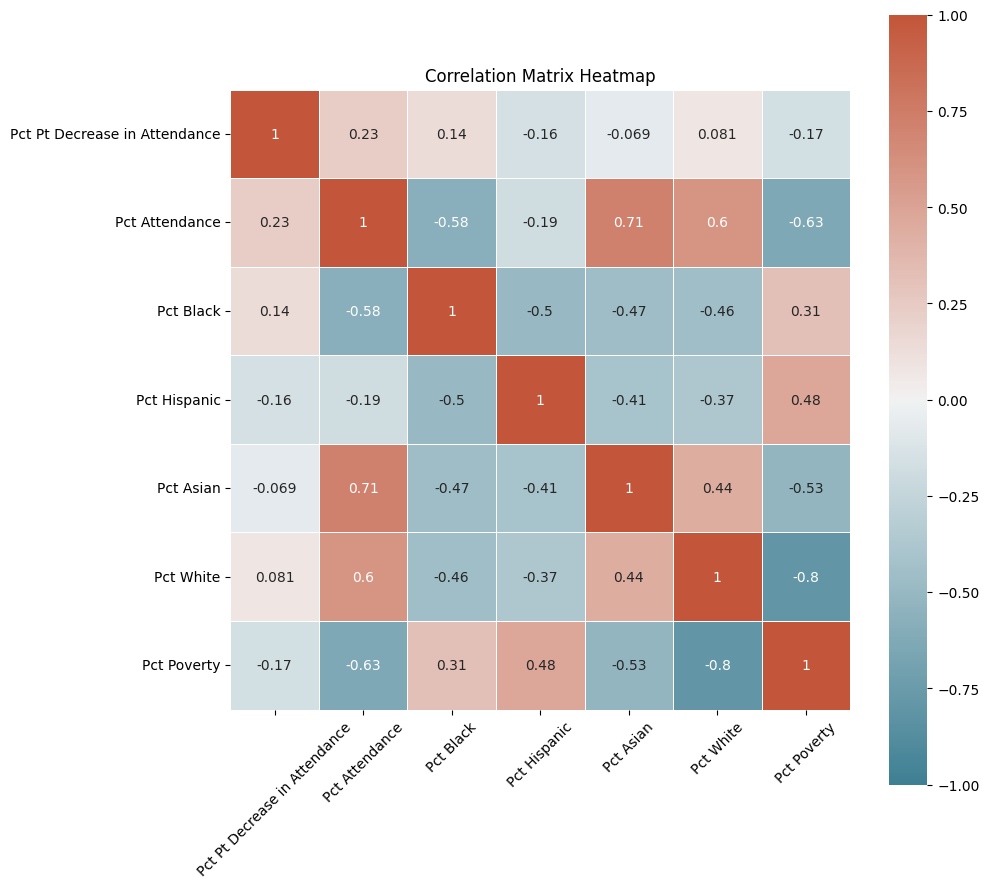 Correlation Matrix Heatmap
Pct Pt Decrease in Attendance 1 0.23 0.14 -0.16 -0.069 0.081 -0.17
Pct Attendance 0.23 1 -0.58 -0.19 0.71 0.6 -0.63
Pct Black 0.14 -0.58 1 -0.5 -0.47 -0.46 0.31
Pct Hispanic -0.16 -0.19 -0.5 1 -0.41 -0.37 0.48
Pct Asian -0.069 0.71 -0.47 -0.41 1 0.44 -0.53
Pct White 0.081 0.6 -0.46 -0.37 0.44 1 -0.8
Pct Poverty -0.17 -0.63 0.31 0.48 -0.53 -0.8 1
Pct Pt Decrease in Attendance
Pct Attendance
Pct Black
Pct Hispanic
Pct Asian
Pct White
Pct Poverty
1.00
0.75
0.50
0.25
0.00
−0.25
−0.50
−0.75
−1.00